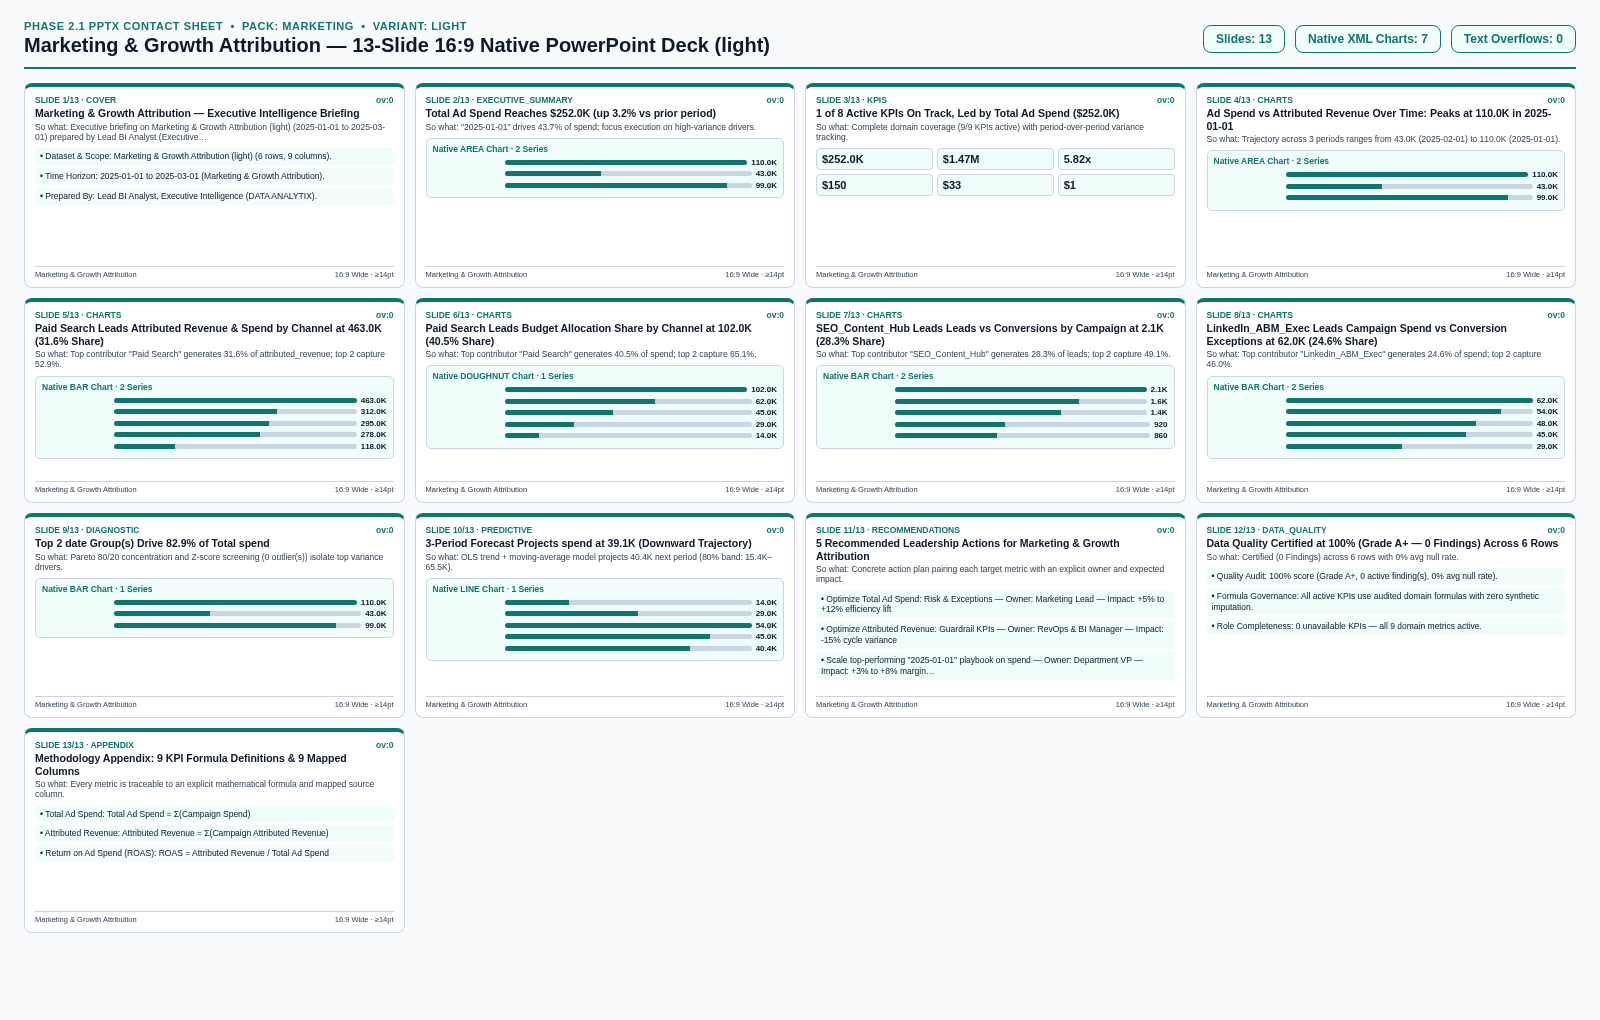 PHASE 2.1 PPTX CONTACT SHEET • PACK: MARKETING • VARIANT: LIGHT
Marketing & Growth Attribution — 13-Slide 16:9 Native PowerPoint Deck (light)
Slides: 13
Native XML Charts: 7
Text Overflows: 0
SLIDE 1/13 · COVER
ov:0
Marketing & Growth Attribution — Executive Intelligence Briefing
So what: Executive briefing on Marketing & Growth Attribution (light) (2025-01-01 to 2025-03-
01) prepared by Lead BI Analyst (Executive…
• Dataset & Scope: Marketing & Growth Attribution (light) (6 rows, 9 columns).
• Time Horizon: 2025-01-01 to 2025-03-01 (Marketing & Growth Attribution).
• Prepared By: Lead BI Analyst, Executive Intelligence (DATA ANALYTIX).
Marketing & Growth Attribution
16:9 Wide · ≥14pt
SLIDE 2/13 · EXECUTIVE_SUMMARY
ov:0
Total Ad Spend Reaches $252.0K (up 3.2% vs prior period)
So what: "2025-01-01" drives 43.7% of spend; focus execution on high-variance drivers.
Native AREA Chart · 2 Series
110.0K
43.0K
99.0K
Marketing & Growth Attribution
16:9 Wide · ≥14pt
SLIDE 3/13 · KPIS
ov:0
1 of 8 Active KPIs On Track, Led by Total Ad Spend ($252.0K)
So what: Complete domain coverage (9/9 KPIs active) with period-over-period variance
tracking.
$252.0K
$1.47M
5.82x
$150
$33
$1
Marketing & Growth Attribution
16:9 Wide · ≥14pt
SLIDE 4/13 · CHARTS
ov:0
Ad Spend vs Attributed Revenue Over Time: Peaks at 110.0K in 2025-
01-01
So what: Trajectory across 3 periods ranges from 43.0K (2025-02-01) to 110.0K (2025-01-01).
Native AREA Chart · 2 Series
110.0K
43.0K
99.0K
Marketing & Growth Attribution
16:9 Wide · ≥14pt
SLIDE 5/13 · CHARTS
ov:0
Paid Search Leads Attributed Revenue & Spend by Channel at 463.0K
(31.6% Share)
So what: Top contributor "Paid Search" generates 31.6% of attributed_revenue; top 2 capture
52.9%.
Native BAR Chart · 2 Series
463.0K
312.0K
295.0K
278.0K
118.0K
Marketing & Growth Attribution
16:9 Wide · ≥14pt
SLIDE 6/13 · CHARTS
ov:0
Paid Search Leads Budget Allocation Share by Channel at 102.0K
(40.5% Share)
So what: Top contributor "Paid Search" generates 40.5% of spend; top 2 capture 65.1%.
Native DOUGHNUT Chart · 1 Series
102.0K
62.0K
45.0K
29.0K
14.0K
Marketing & Growth Attribution
16:9 Wide · ≥14pt
SLIDE 7/13 · CHARTS
ov:0
SEO_Content_Hub Leads Leads vs Conversions by Campaign at 2.1K
(28.3% Share)
So what: Top contributor "SEO_Content_Hub" generates 28.3% of leads; top 2 capture 49.1%.
Native BAR Chart · 2 Series
2.1K
1.6K
1.4K
920
860
Marketing & Growth Attribution
16:9 Wide · ≥14pt
SLIDE 8/13 · CHARTS
ov:0
LinkedIn_ABM_Exec Leads Campaign Spend vs Conversion
Exceptions at 62.0K (24.6% Share)
So what: Top contributor "LinkedIn_ABM_Exec" generates 24.6% of spend; top 2 capture
46.0%.
Native BAR Chart · 2 Series
62.0K
54.0K
48.0K
45.0K
29.0K
Marketing & Growth Attribution
16:9 Wide · ≥14pt
SLIDE 9/13 · DIAGNOSTIC
ov:0
Top 2 date Group(s) Drive 82.9% of Total spend
So what: Pareto 80/20 concentration and Z-score screening (0 outlier(s)) isolate top variance
drivers.
Native BAR Chart · 1 Series
110.0K
43.0K
99.0K
Marketing & Growth Attribution
16:9 Wide · ≥14pt
SLIDE 10/13 · PREDICTIVE
ov:0
3-Period Forecast Projects spend at 39.1K (Downward Trajectory)
So what: OLS trend + moving-average model projects 40.4K next period (80% band: 15.4K–
65.5K).
Native LINE Chart · 1 Series
14.0K
29.0K
54.0K
45.0K
40.4K
Marketing & Growth Attribution
16:9 Wide · ≥14pt
SLIDE 11/13 · RECOMMENDATIONS
ov:0
5 Recommended Leadership Actions for Marketing & Growth
Attribution
So what: Concrete action plan pairing each target metric with an explicit owner and expected
impact.
• Optimize Total Ad Spend: Risk & Exceptions — Owner: Marketing Lead — Impact: +5% to
+12% efficiency lift
• Optimize Attributed Revenue: Guardrail KPIs — Owner: RevOps & BI Manager — Impact:
-15% cycle variance
• Scale top-performing "2025-01-01" playbook on spend — Owner: Department VP —
Impact: +3% to +8% margin…
Marketing & Growth Attribution
16:9 Wide · ≥14pt
SLIDE 12/13 · DATA_QUALITY
ov:0
Data Quality Certified at 100% (Grade A+ — 0 Findings) Across 6 Rows
So what: Certified (0 Findings) across 6 rows with 0% avg null rate.
• Quality Audit: 100% score (Grade A+, 0 active finding(s), 0% avg null rate).
• Formula Governance: All active KPIs use audited domain formulas with zero synthetic
imputation.
• Role Completeness: 0 unavailable KPIs — all 9 domain metrics active.
Marketing & Growth Attribution
16:9 Wide · ≥14pt
SLIDE 13/13 · APPENDIX
ov:0
Methodology Appendix: 9 KPI Formula Definitions & 9 Mapped
Columns
So what: Every metric is traceable to an explicit mathematical formula and mapped source
column.
• Total Ad Spend: Total Ad Spend = Σ(Campaign Spend)
• Attributed Revenue: Attributed Revenue = Σ(Campaign Attributed Revenue)
• Return on Ad Spend (ROAS): ROAS = Attributed Revenue / Total Ad Spend
Marketing & Growth Attribution
16:9 Wide · ≥14pt